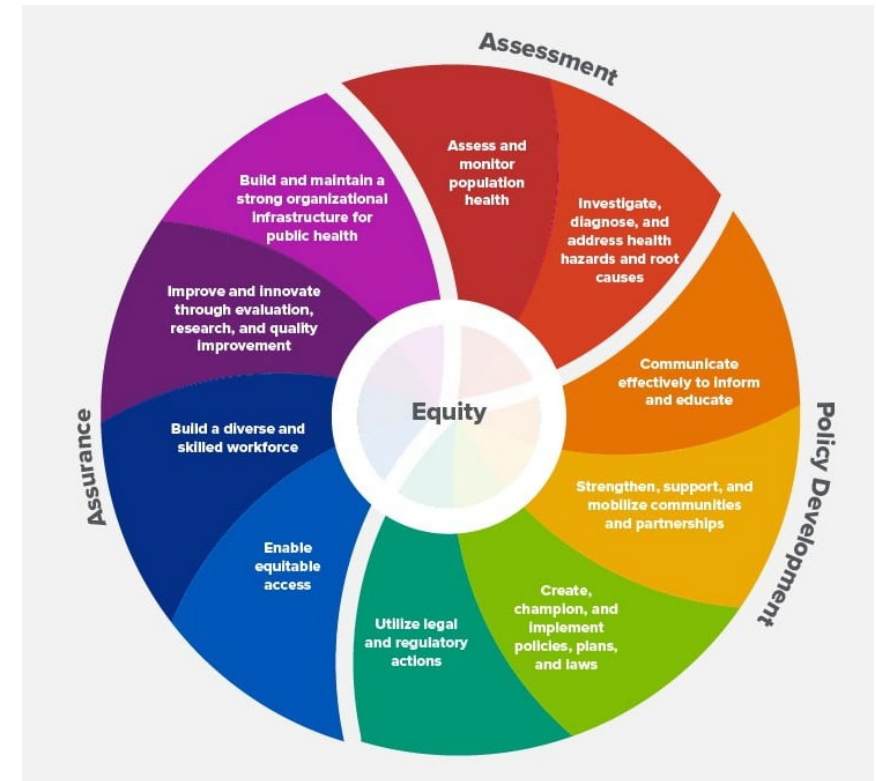 Assessment
Assess and
monitor
population
health
Investigate,
diagnose, and
address health
hazards and root
causes
Policy Development
Communicate
effectively to inform
and educate
Strengthen, support, and
mobilize communities
and partnerships
Create,
champion, and
implement
policies, plans,
and laws
Utilize legal
and regulatory
actions
Assurance
Enable
equitable
access
Build a diverse and
skilled workforce
Improve and innovate
through evaluation,
research, and quality
improvement
Build and maintain a
strong organizational
infrastructure for
public health
Equity